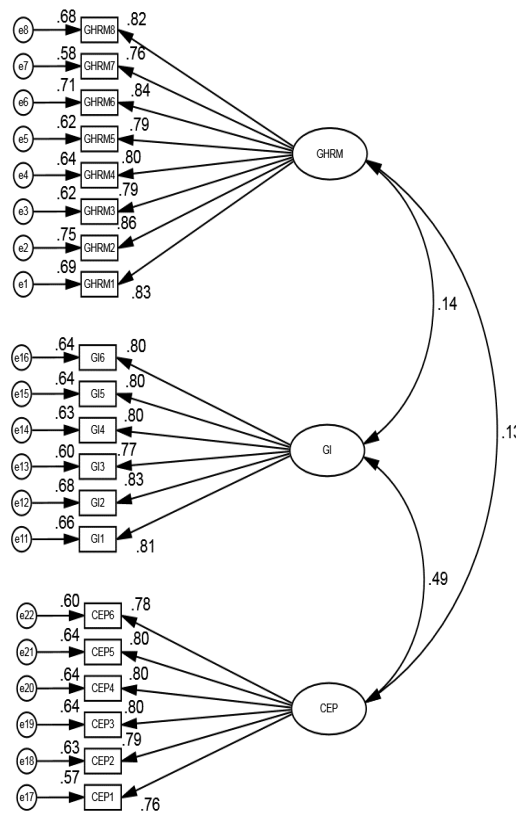 e8 .68 GHRM8 .82
e7 .58 GHRM7 .76
e6 .71 GHRM6 .84
e5 .62 GHRM5 .79
e4 .64 GHRM4 .80
e3 .62 GHRM3 .79
e2 .75 GHRM2 .86
e1 .69 GHRM1 .83
GHRM
.14
e16 .64 GI6 .80
e15 .64 GI5 .80
e14 .63 GI4 .80
e13 .60 GI3 .77
e12 .68 GI2 .83
e11 .66 GI1 .81
GI
.49
e22 .60 CEP6 .78
e21 .64 CEP5 .80
e20 .64 CEP4 .80
e19 .64 CEP3 .80
e18 .63 CEP2 .79
e17 .57 CEP1 .76
CEP